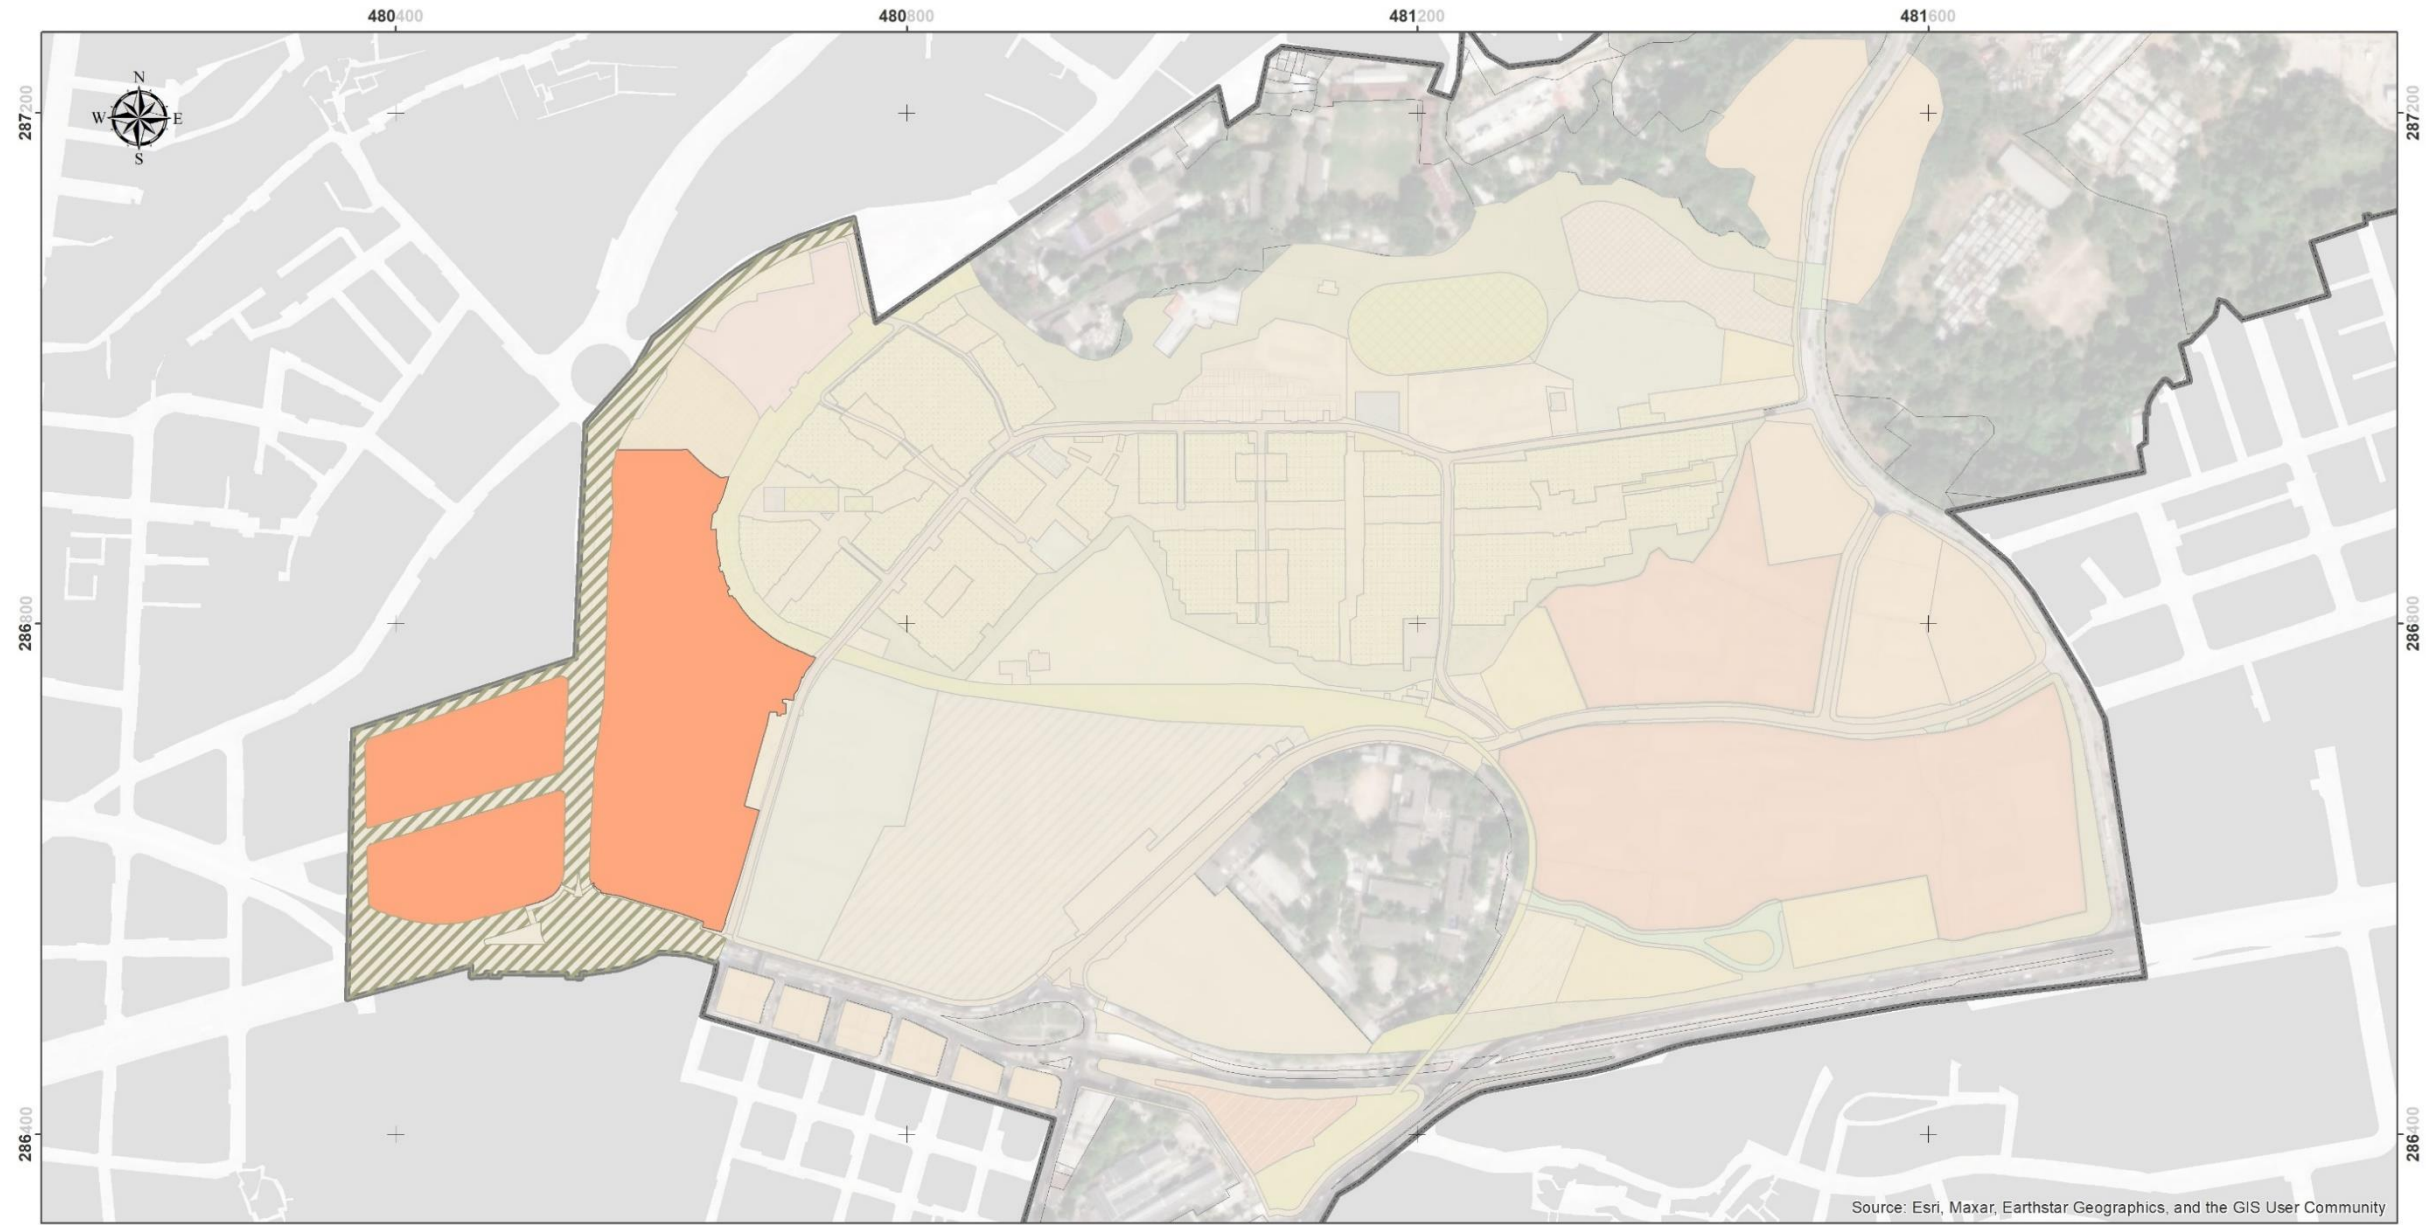 480400 480800 481200 481600
287200 287200
N
W E
S
286800 286800
286400 286400
Source: Esri, Maxar, Earthstar Geographics, and the GIS User Community